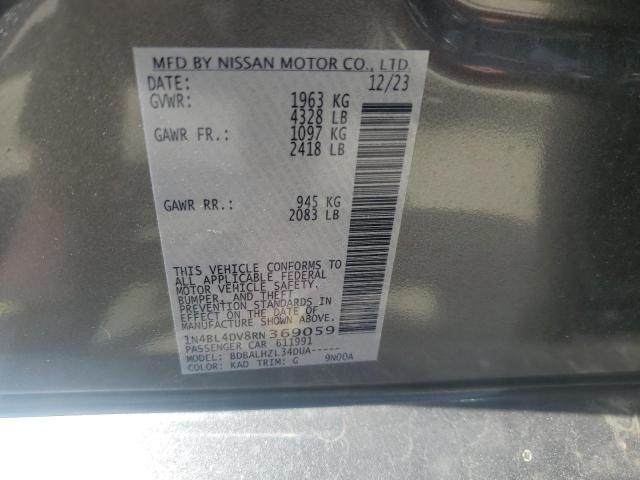 MFD BY NISSAN MOTOR CO., LTD.
DATE: 12/23
GVWR: 1963 KG
4328 LB
GAWR FR.: 1097 KG
2418 LB
GAWR RR.: 945 KG
2083 LB
THIS VEHICLE CONFORMS TO
ALL APPLICABLE FEDERAL
MOTOR VEHICLE SAFETY,
BUMPER, AND THEFT
PREVENTION STANDARDS IN
EFFECT ON THE DATE OF
MANUFACTURE SHOWN ABOVE.
1N4BL4DV8RN369059
PASSENGER CAR 611991
MODEL: BDBALHZL34DUA-----
COLOR: KAD TRIM: G 9N00A